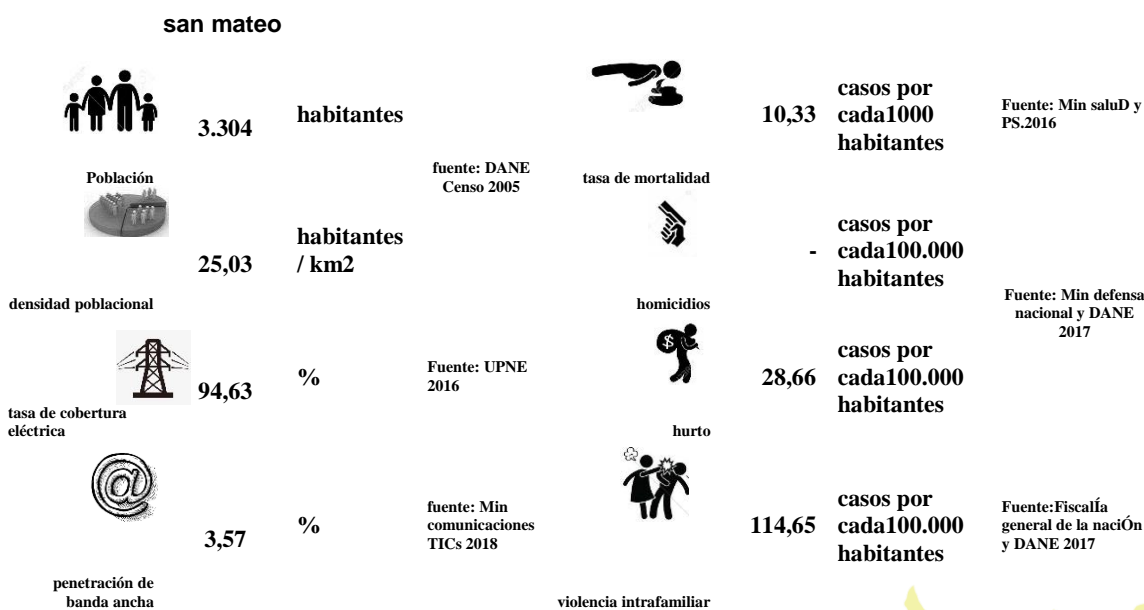 san mateo
3.304
habitantes
Población
fuente: DANE
Censo 2005
25,03
habitantes
/ km2
densidad poblacional
94,63
%
Fuente: UPNE
2016
tasa de cobertura
eléctrica
3,57
%
fuente: Min
comunicaciones
TICs 2018
penetración de
banda ancha
10,33
casos por
cada1000
habitantes
Fuente: Min saluD y
PS.2016
tasa de mortalidad
-
casos por
cada100.000
habitantes
homicidios
Fuente: Min defensa
nacional y DANE
2017
28,66
casos por
cada100.000
habitantes
hurto
114,65
casos por
cada100.000
habitantes
Fuente:FiscalÍa
general de la naciÓn
y DANE 2017
violencia intrafamiliar